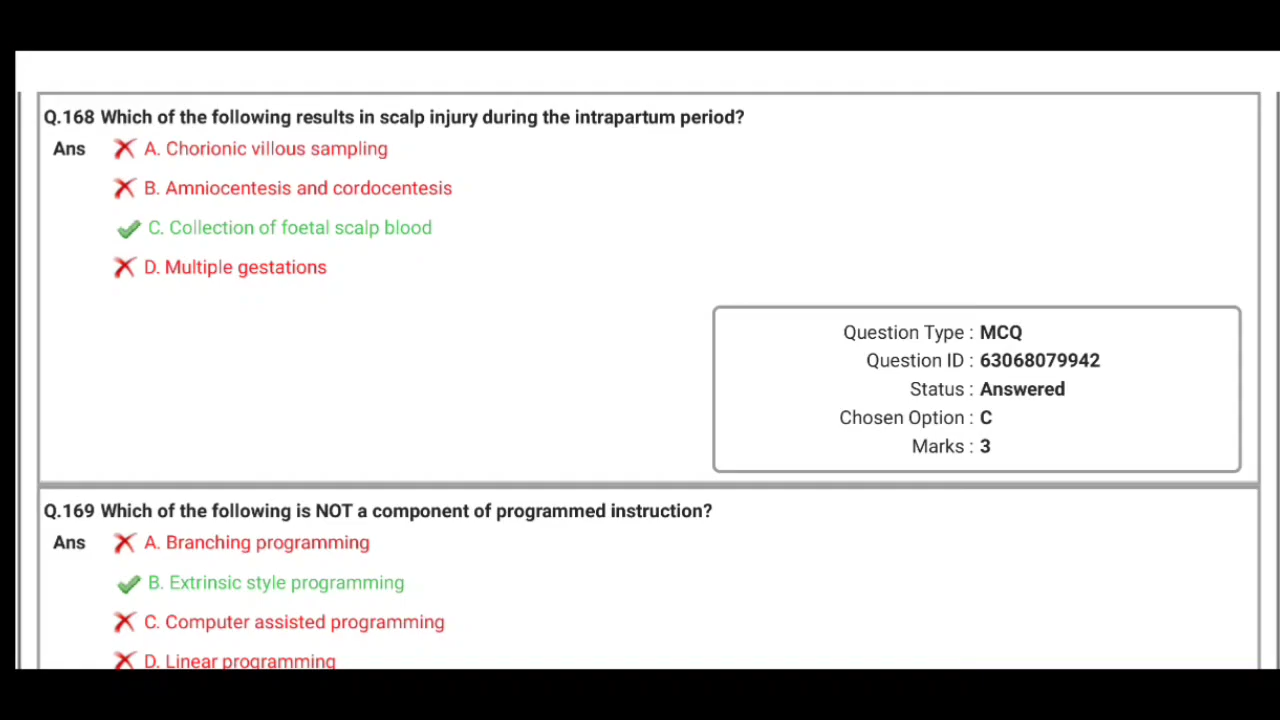 Q.168 Which of the following results in scalp injury during the intrapartum period?
Ans A. Chorionic villous sampling
B. Amniocentesis and cordocentesis
C. Collection of foetal scalp blood
D. Multiple gestations
Question Type : MCQ
Question ID : 63068079942
Status : Answered
Chosen Option : C
Marks : 3
Q.169 Which of the following is NOT a component of programmed instruction?
Ans A. Branching programming
B. Extrinsic style programming
C. Computer assisted programming
D. Linear programming